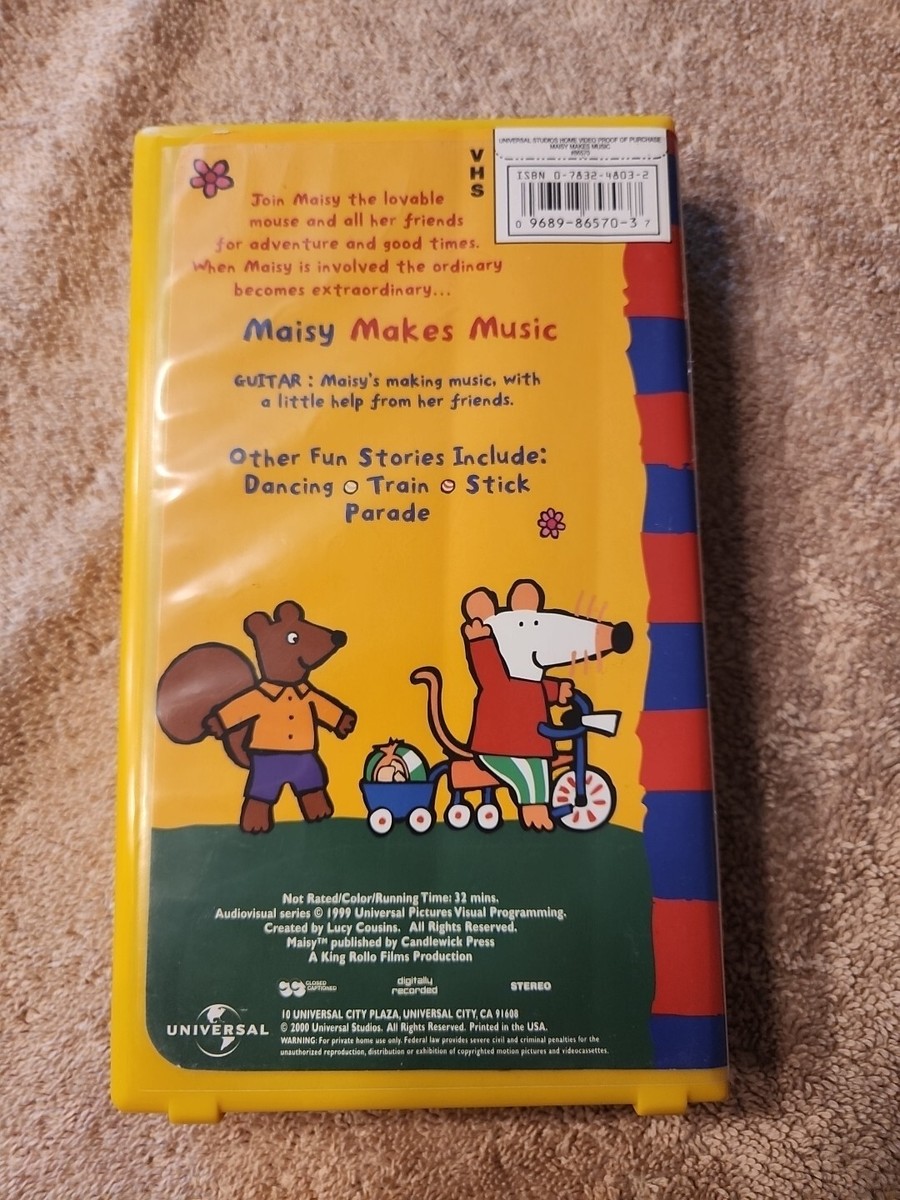 UNIVERSAL STUDIOS HOME VIDEO PROOF OF PURCHASE
MAISY MAKES MUSIC
#86570
VHS
ISBN 0-7832-4803-2
0 9689-86570-3 7
Join Maisy the lovable
mouse and all her friends
for adventure and good times.
When Maisy is involved the ordinary
becomes extraordinary...
Maisy Makes Music
GUITAR : Maisy's making music, with
a little help from her friends.
Other Fun Stories Include:
Dancing Train Stick
Parade
Not Rated/Color/Running Time: 32 mins.
Audiovisual series © 1999 Universal Pictures Visual Programming.
Created by Lucy Cousins. All Rights Reserved.
Maisy™ published by Candlewick Press
A King Rollo Films Production
CLOSED
CAPTIONED
digitally
recorded
STEREO
UNIVERSAL
10 UNIVERSAL CITY PLAZA, UNIVERSAL CITY, CA 91608
© 2000 Universal Studios. All Rights Reserved. Printed in the USA.
WARNING: For private home use only. Federal law provides severe civil and criminal penalties for the
unauthorized reproduction, distribution or exhibition of copyrighted motion pictures and videocassettes.